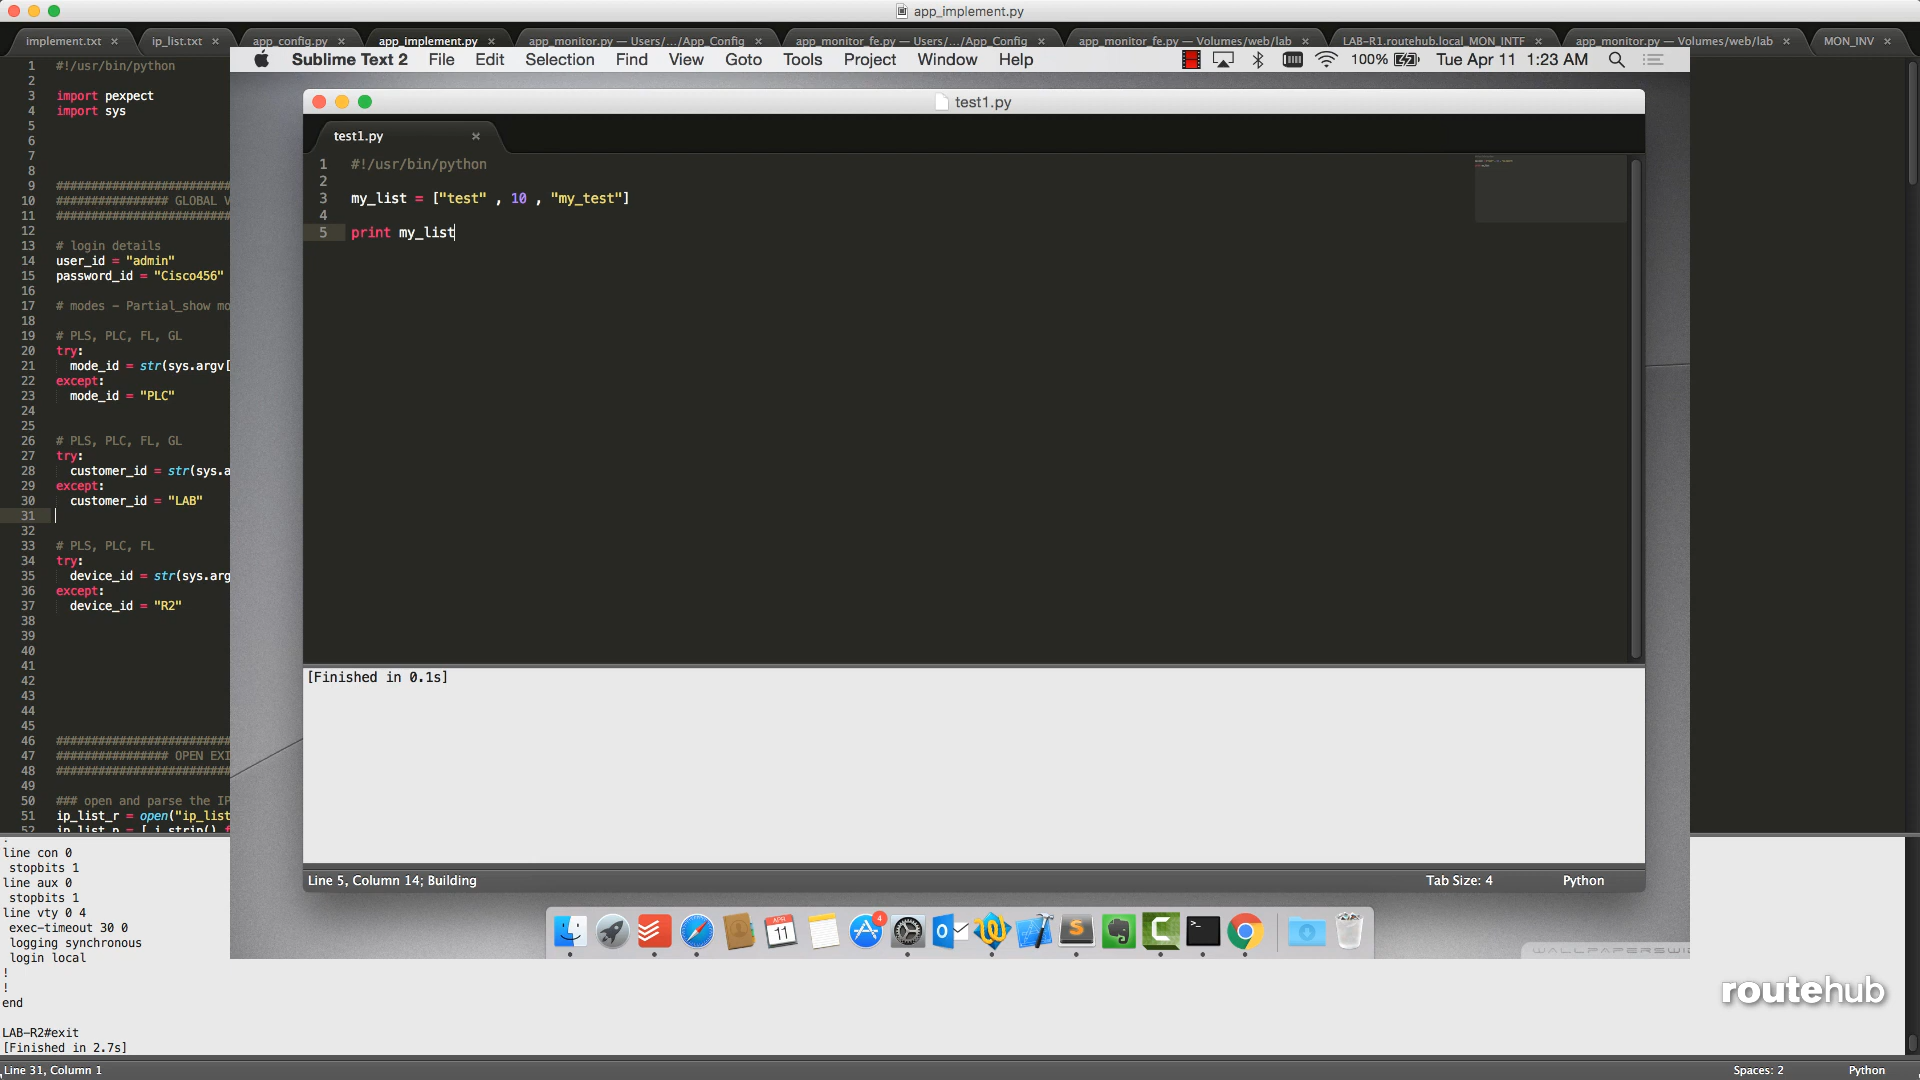 app_implement.py
implement.txt × ip_list.txt × app_config.py × app_implement.py × app_monitor.py — Users/.../App_Config × app_monitor_fe.py — Users/.../App_Config × app_monitor_fe.py — Volumes/web/lab × LAB-R1.routehub.local_MON_INTF × app_monitor.py — Volumes/web/lab × MON_INV ×
1 #!/usr/bin/python
2
3 import pexpect
4 import sys
5
6
7
8
9 ########################
10 ################ GLOBAL V
11 ########################
12
13 # login details
14 user_id = "admin"
15 password_id = "Cisco456"
16
17 # modes – Partial_show mo
18
19 # PLS, PLC, FL, GL
20 try:
21 mode_id = str(sys.argv[
22 except:
23 mode_id = "PLC"
24
25
26 # PLS, PLC, FL, GL
27 try:
28 customer_id = str(sys.a
29 except:
30 customer_id = "LAB"
31
32
33 # PLS, PLC, FL
34 try:
35 device_id = str(sys.arg
36 except:
37 device_id = "R2"
38
39
40
41
42
43
44
45
46 ########################
47 ################ OPEN EXI
48 ########################
49
50 ### open and parse the IP
51 ip_list_r = open("ip_list
52 ip_list_p = [ i.strip() f
line con 0
stopbits 1
line aux 0
stopbits 1
line vty 0 4
exec-timeout 30 0
logging synchronous
login local
!
!
end
LAB-R2#exit
[Finished in 2.7s]
Line 31, Column 1
Spaces: 2 Python
Sublime Text 2 File Edit Selection Find View Goto Tools Project Window Help 100% Tue Apr 11 1:23 AM
test1.py
test1.py ×
1 #!/usr/bin/python
2
3 my_list = ["test" , 10 , "my_test"]
4
5 print my_list
[Finished in 0.1s]
Line 5, Column 14; Building
Tab Size: 4 Python
APR
11
4
routehub